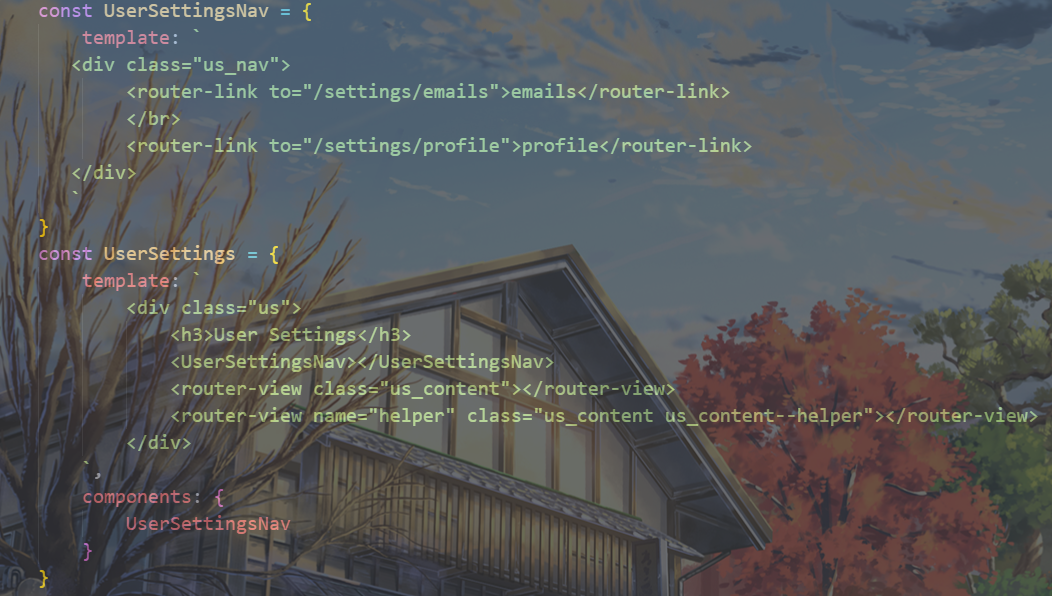 const UserSettingsNav = {
    template: `
   <div class="us_nav">
        <router-link to="/settings/emails">emails</router-link>
        </br>
        <router-link to="/settings/profile">profile</router-link>
   </div>
   `
}
const UserSettings = {
    template: `
        <div class="us">
            <h3>User Settings</h3>
            <UserSettingsNav></UserSettingsNav>
            <router-view class="us_content"></router-view>
            <router-view name="helper" class="us_content us_content--helper"></router-view>
        </div>
    `,
    components: {
        UserSettingsNav
    }
}